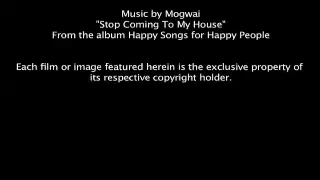 Music by Mogwai
"Stop Coming To My House"
From the album Happy Songs for Happy People
Each film or image featured herein is the exclusive property of
its respective copyright holder.